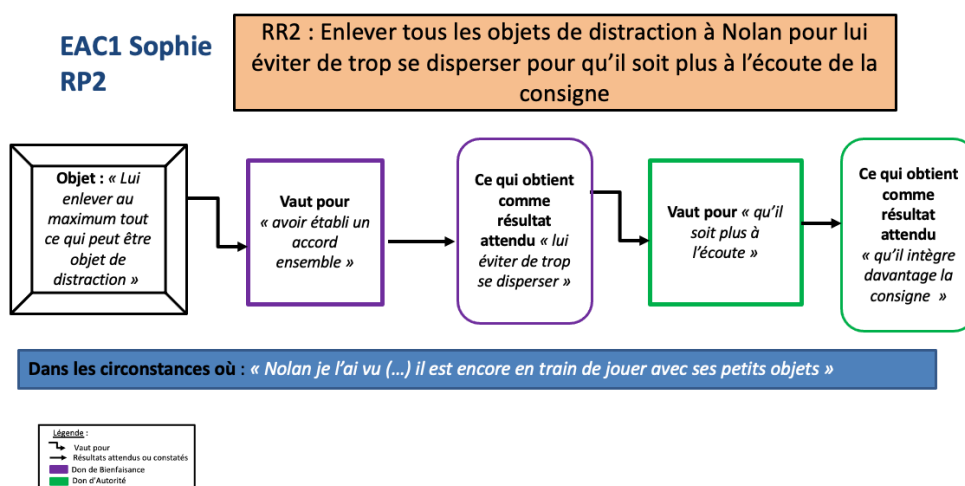 EAC1 Sophie
RP2
RR2 : Enlever tous les objets de distraction à Nolan pour lui
éviter de trop se disperser pour qu’il soit plus à l’écoute de la
consigne
Objet : « Lui
enlever au
maximum tout
ce qui peut être
objet de
distraction »
Vaut pour
« avoir établi un
accord
ensemble »
Ce qui obtient
comme
résultat
attendu « lui
éviter de trop
se disperser »
Vaut pour « qu’il
soit plus à
l’écoute »
Ce qui obtient
comme
résultat
attendu
« qu’il intègre
davantage la
consigne »
Dans les circonstances où : « Nolan je l’ai vu (…) il est encore en train de jouer avec ses petits objets »
Légende :
Vaut pour
Résultats attendus ou constatés
Don de Bienfaisance
Don d’Autorité